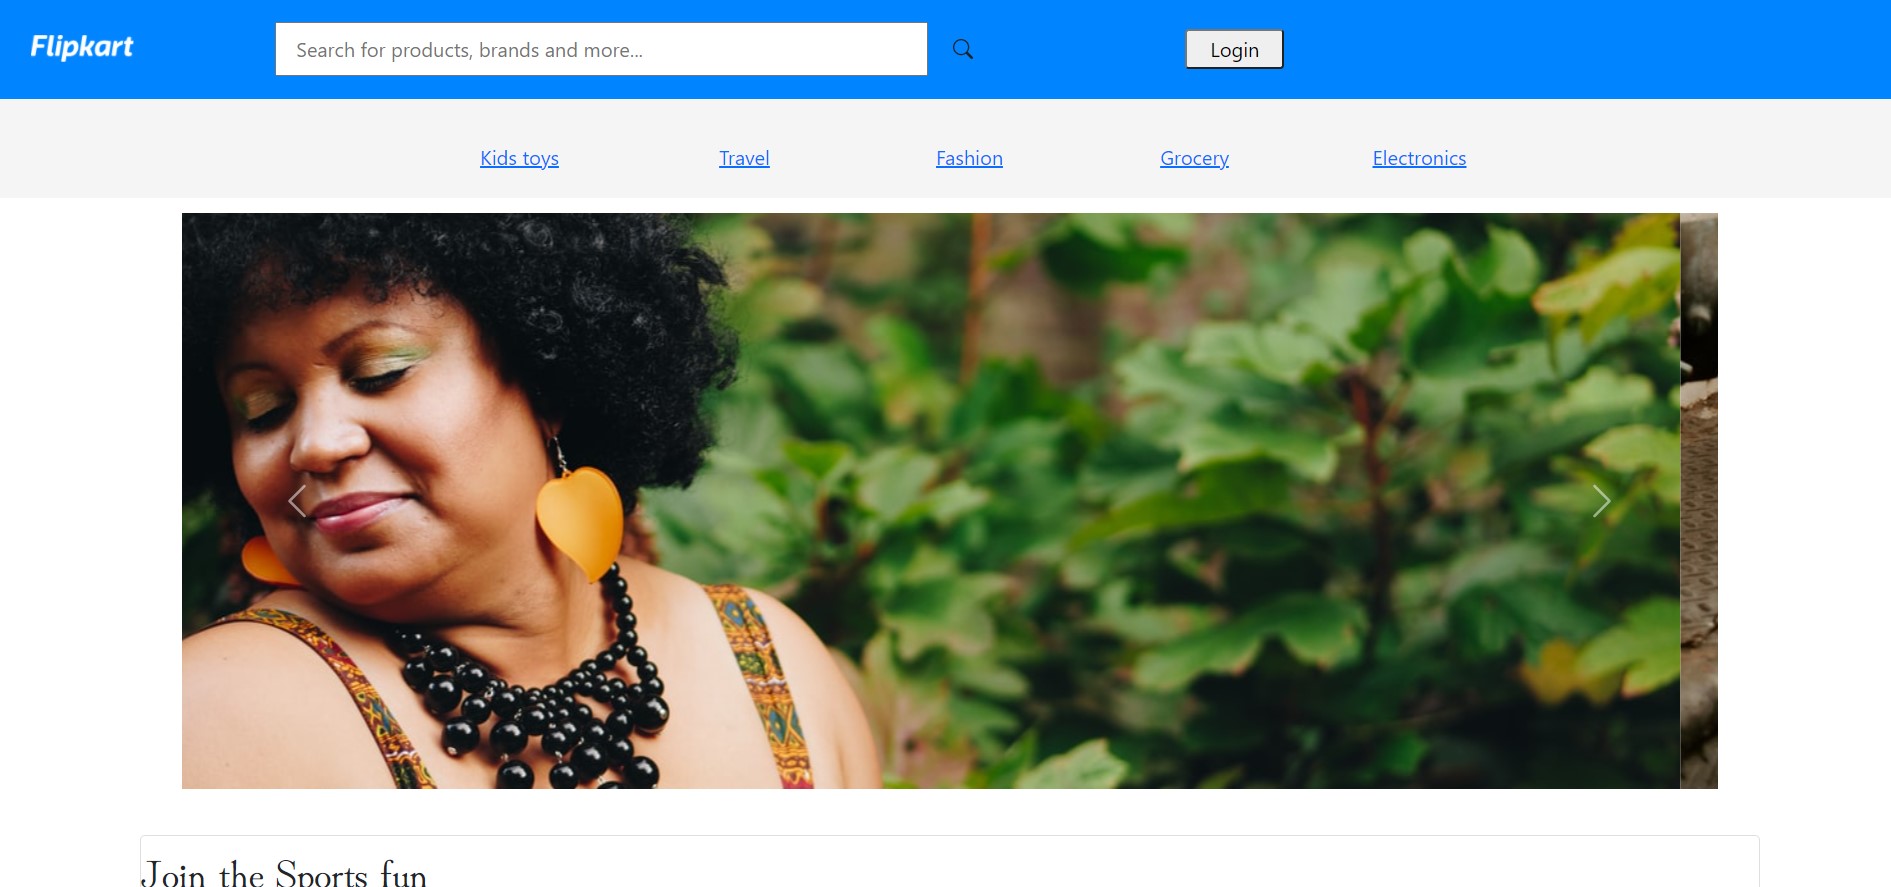 Flipkart
Search for products, brands and more...
Login
Kids toys
Travel
Fashion
Grocery
Electronics
Join the Sports fun